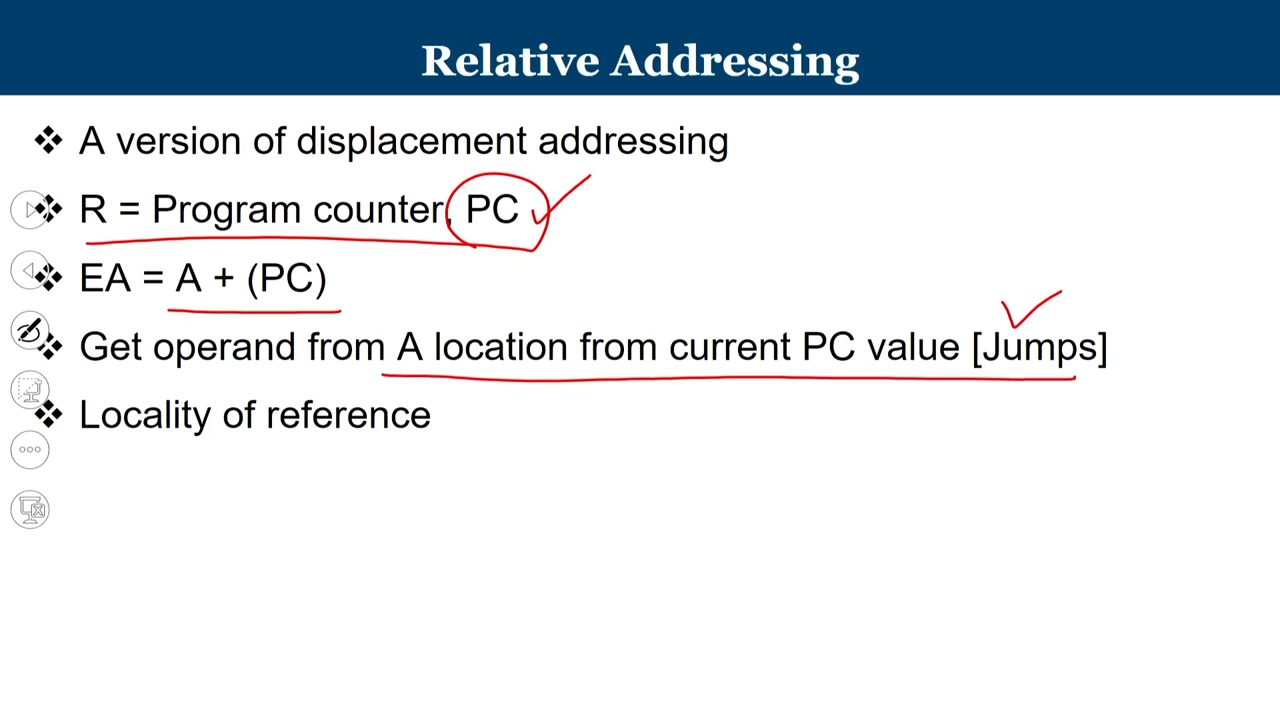 Relative Addressing
❖ A version of displacement addressing
❖ R = Program counter, PC
❖ EA = A + (PC)
❖ Get operand from A location from current PC value [Jumps]
❖ Locality of reference